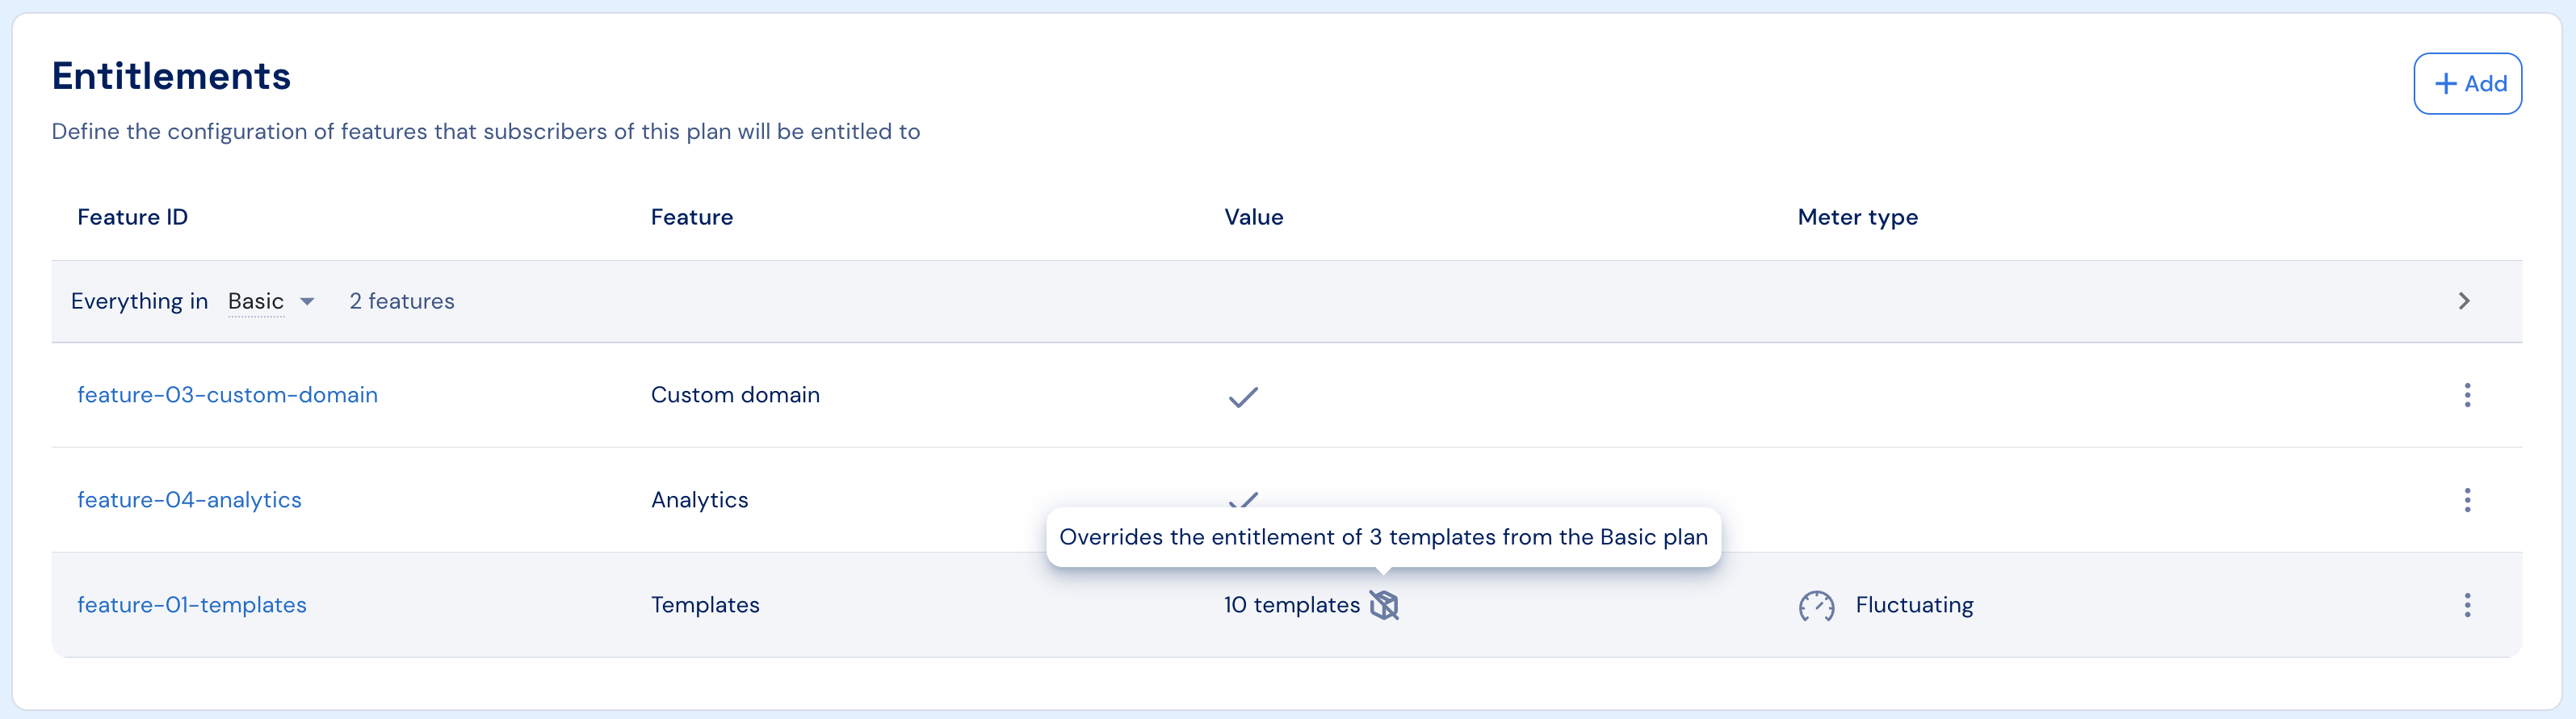 Entitlements
Add
Define the configuration of features that subscribers of this plan will be entitled to
Feature ID Feature Value Meter type
Everything in Basic 2 features
feature-03-custom-domain Custom domain
feature-04-analytics Analytics
Overrides the entitlement of 3 templates from the Basic plan
feature-01-templates Templates 10 templates Fluctuating